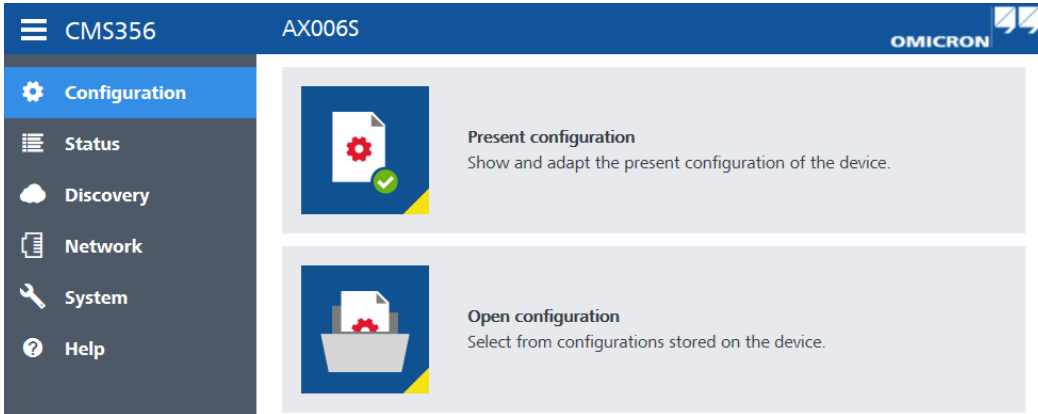 CMS356
AX006S
OMICRON
Configuration
Status
Discovery
Network
System
Help
Present configuration
Show and adapt the present configuration of the device.
Open configuration
Select from configurations stored on the device.